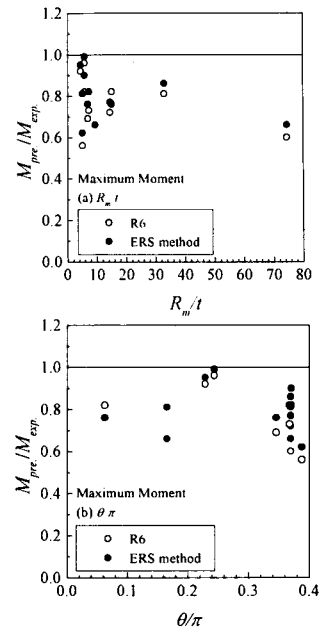 1.2
1.0
0.8
0.6
0.4
0.2
0.0
M_pre./M_exp.
Maximum Moment
(a) R_m t
R6
ERS method
0 10 20 30 40 50 60 70 80
R_m/t
1.2
1.0
0.8
0.6
0.4
0.2
0.0
M_pre./M_exp.
Maximum Moment
(b) θ π
R6
ERS method
0.0 0.1 0.2 0.3 0.4
θ/π